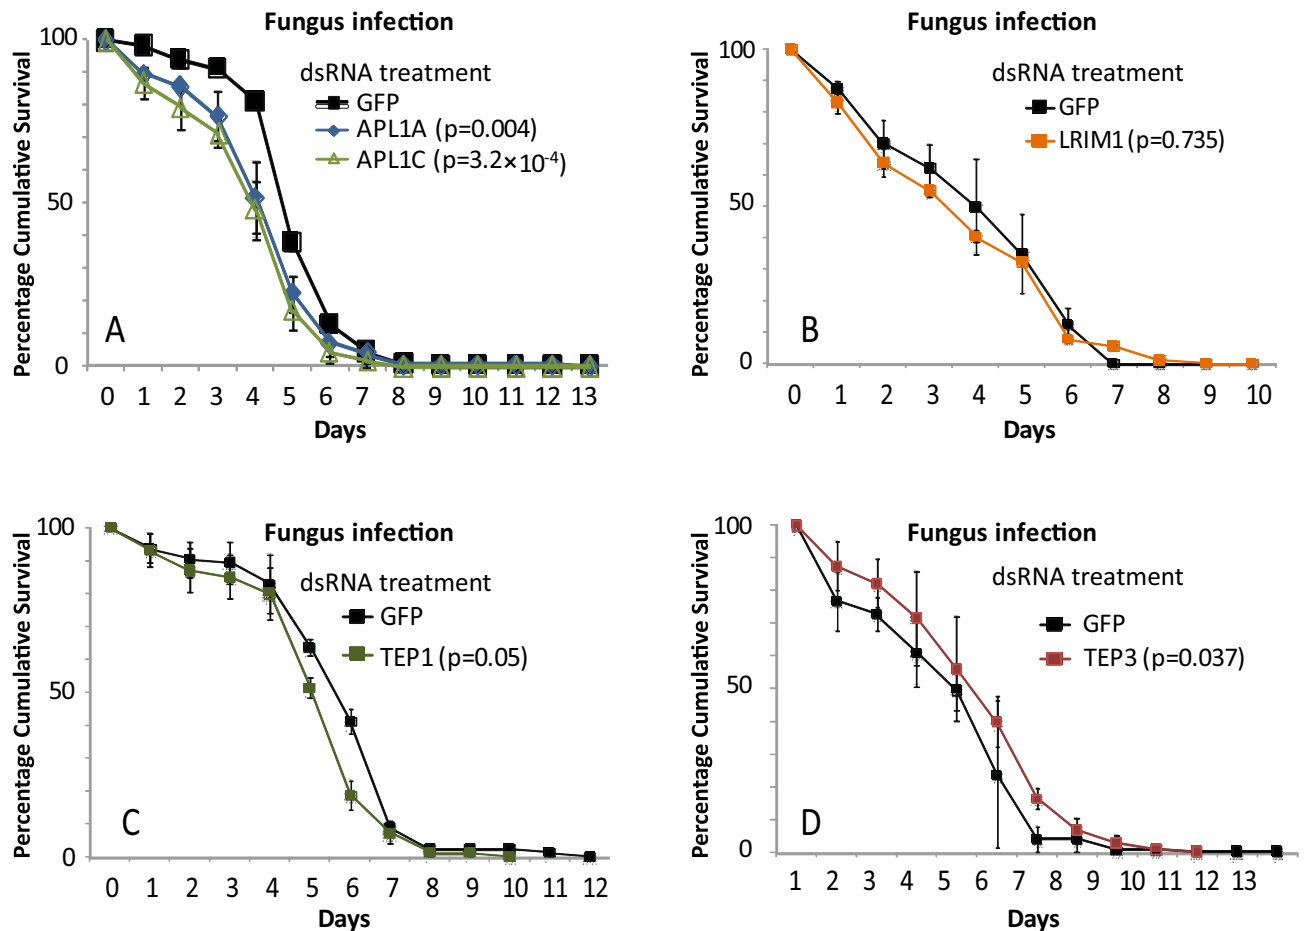 Fungus infection
Percentage Cumulative Survival
100
50
0
dsRNA treatment
GFP
APL1A (p=0.004)
APL1C (p=3.2×10⁻⁴)
A
0 1 2 3 4 5 6 7 8 9 10 11 12 13
Days
Fungus infection
Percentage Cumulative Survival
100
50
0
dsRNA treatment
GFP
LRIM1 (p=0.735)
B
0 1 2 3 4 5 6 7 8 9 10
Days
Fungus infection
Percentage Cumulative Survival
100
50
0
dsRNA treatment
GFP
TEP1 (p=0.05)
C
0 1 2 3 4 5 6 7 8 9 10 11 12
Days
Fungus infection
Percentage Cumulative Survival
100
50
0
dsRNA treatment
GFP
TEP3 (p=0.037)
D
1 2 3 4 5 6 7 8 9 10 11 12 13
Days